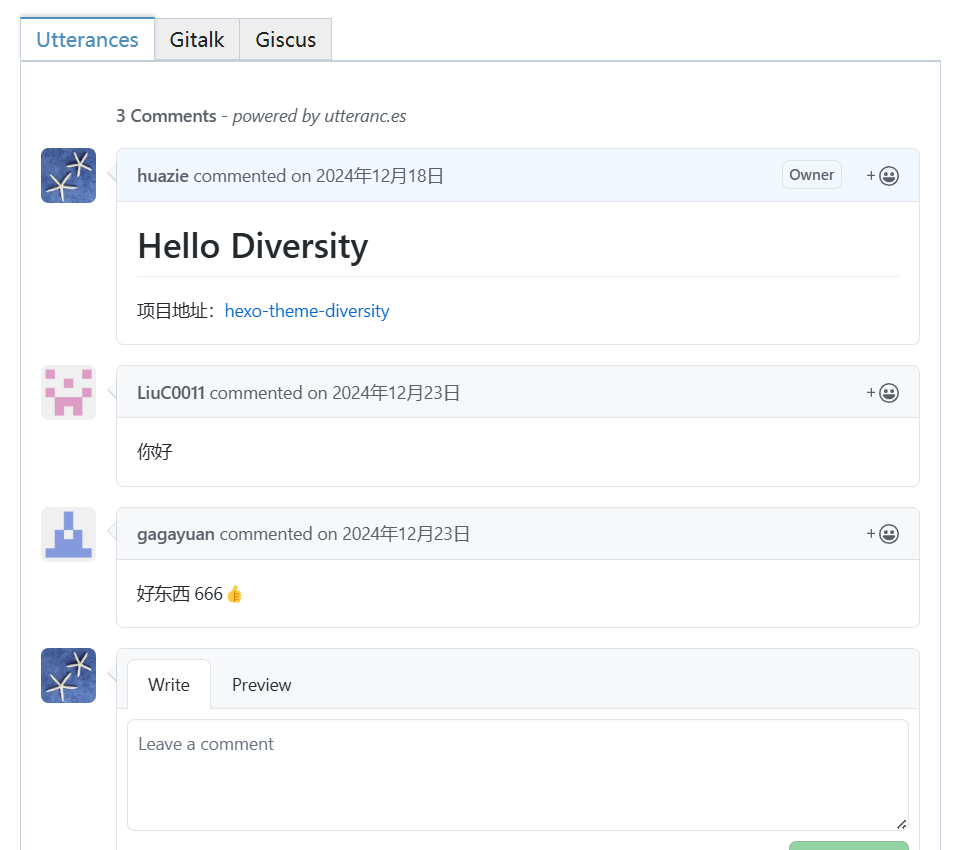 Utterances Gitalk Giscus
3 Comments - powered by utteranc.es
huazie commented on 2024年12月18日 Owner +
Hello Diversity
项目地址：hexo-theme-diversity
LiuC0011 commented on 2024年12月23日 +
你好
gagayuan commented on 2024年12月23日 +
好东西 666👍
Write Preview
Leave a comment